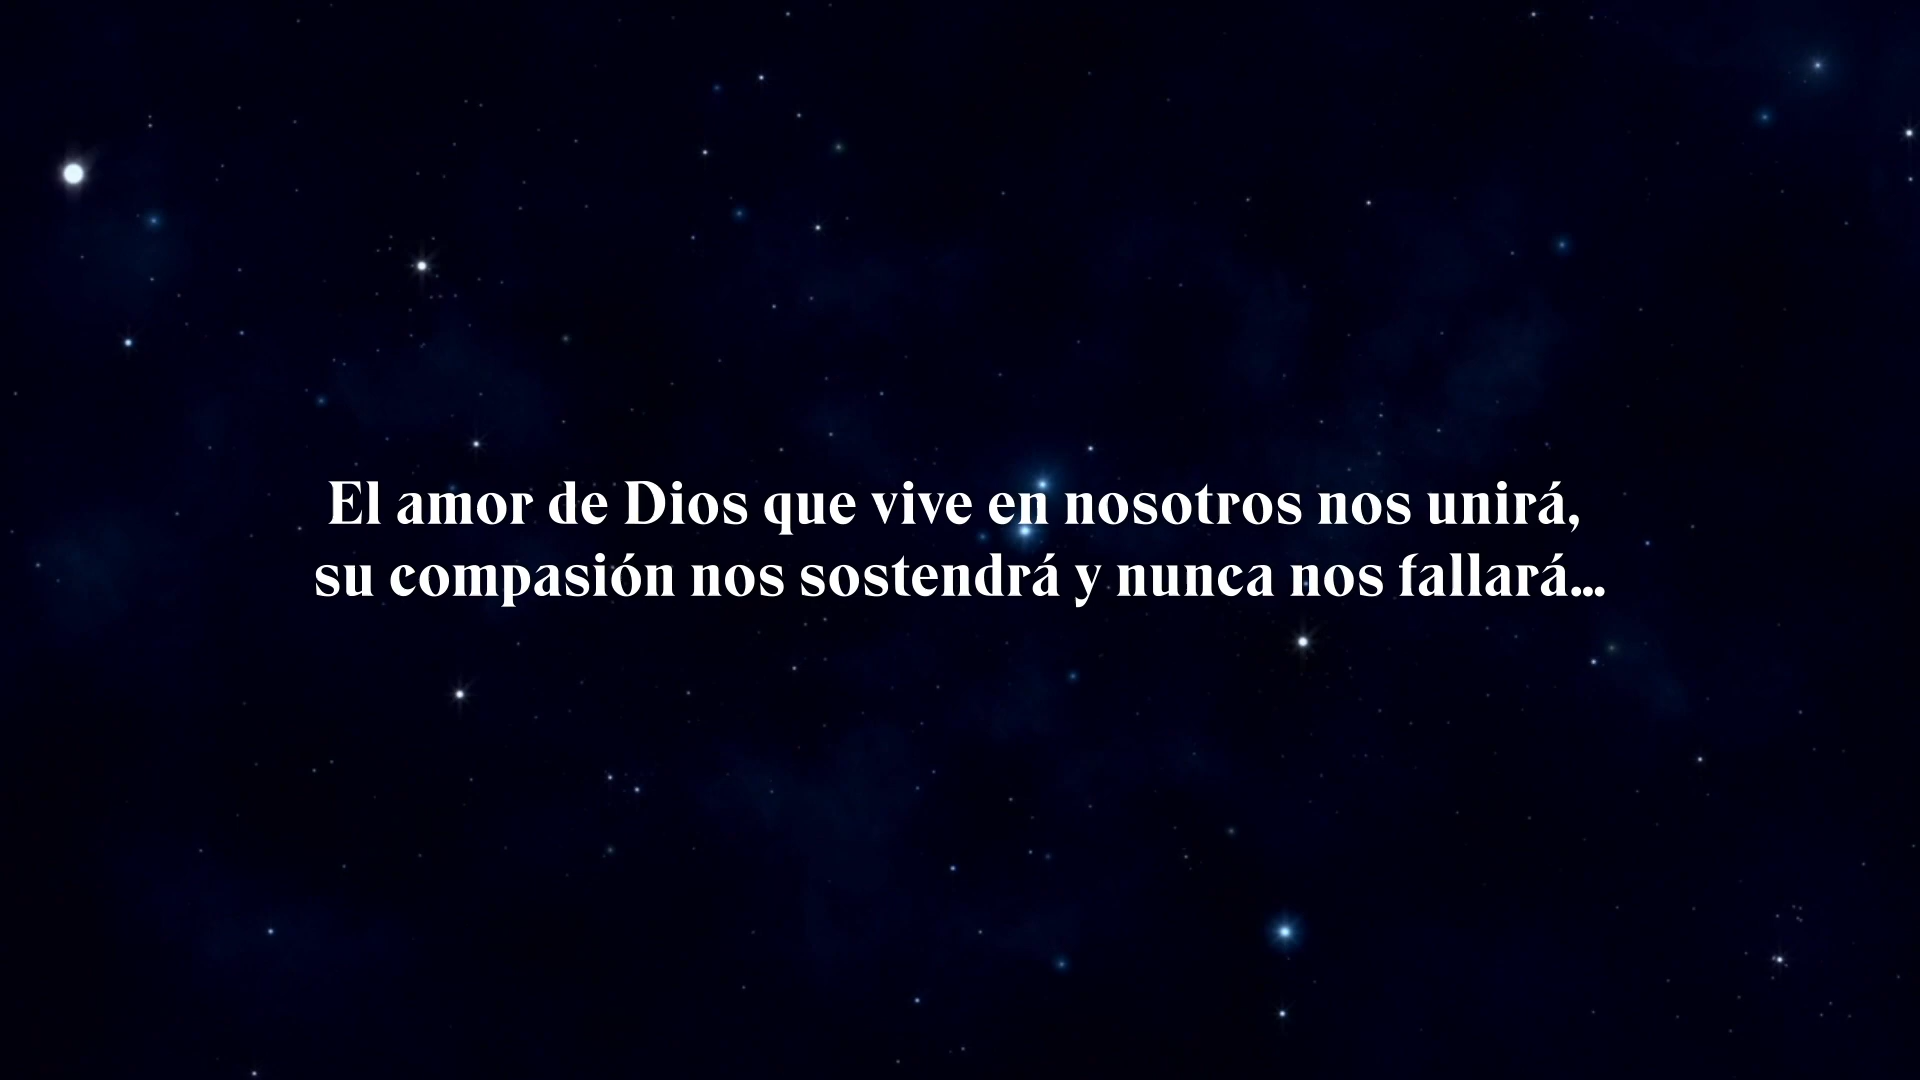 El amor de Dios que vive en nosotros nos unirá,
su compasión nos sostendrá y nunca nos fallará...